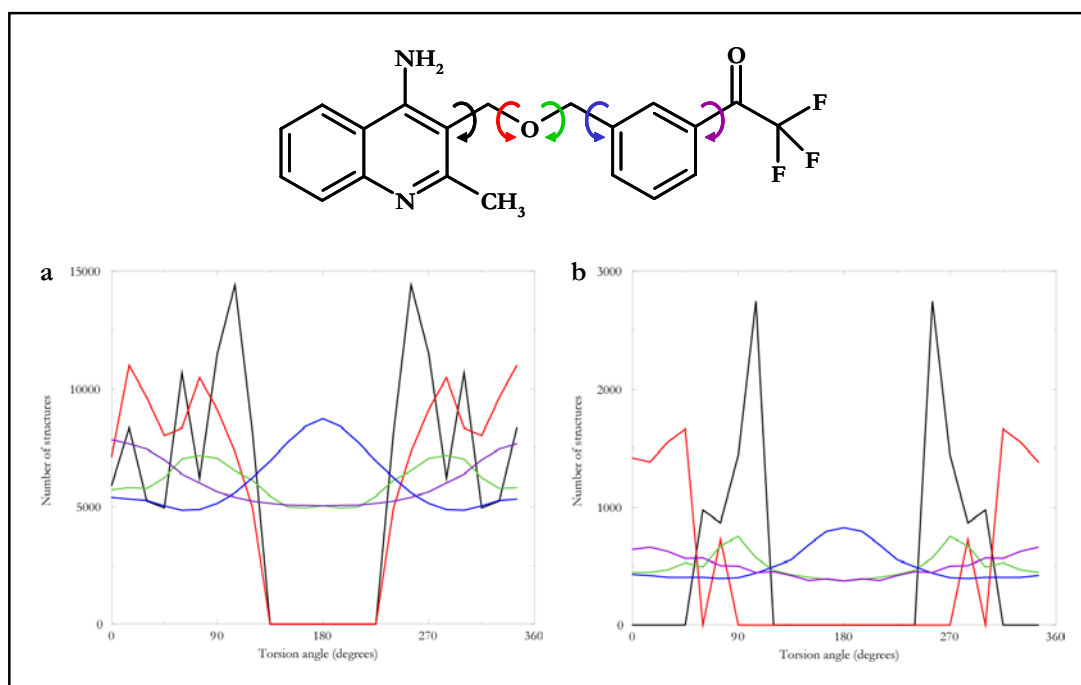 NH2
O
O
F
F
F
N
CH3
a
15000
10000
5000
0
Number of structures
0 90 180 270 360
Torsion angle (degrees)
b
3000
2000
1000
0
Number of structures
0 90 180 270 360
Torsion angle (degrees)